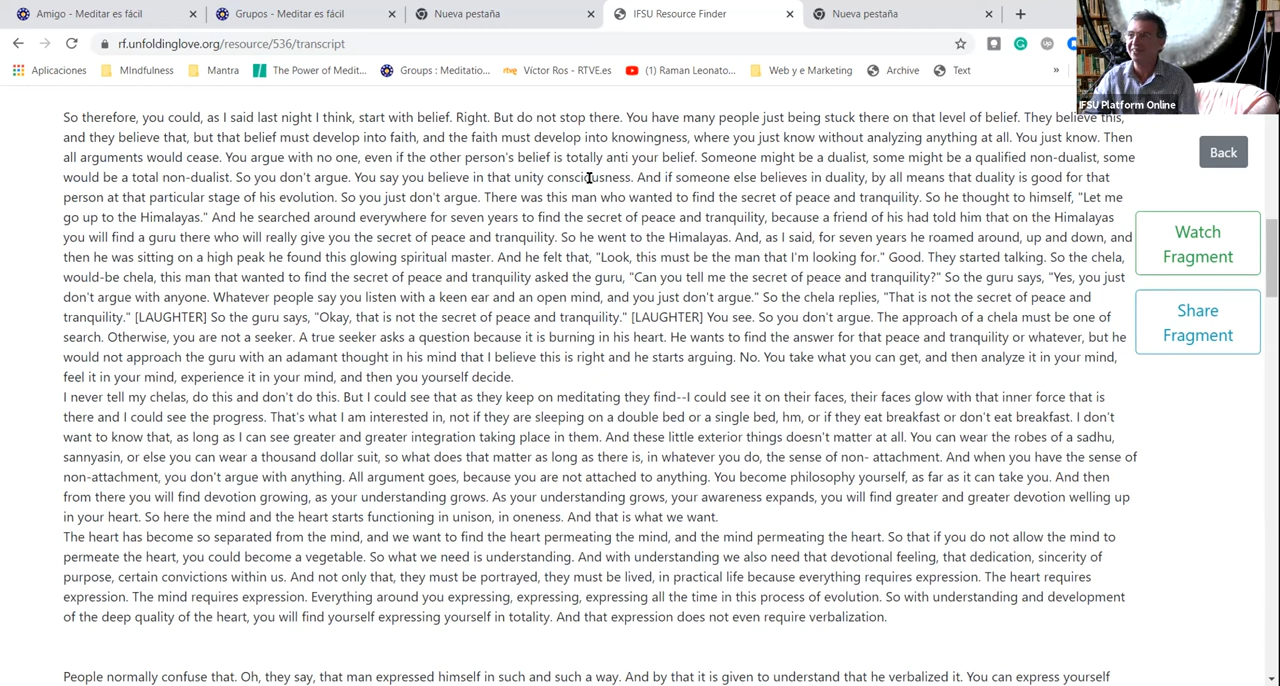 Amigo - Meditar es fácil
Grupos - Meditar es fácil
Nueva pestaña
IFSU Resource Finder
Nueva pestaña
rf.unfoldinglove.org/resource/536/transcript
Aplicaciones
MIndfulness
Mantra
The Power of Medit...
Groups : Meditatio...
Víctor Ros - RTVE.es
(1) Raman Leonato...
Web y e Marketing
Archive
Text
»
IFSU Platform Online
So therefore, you could, as I said last night I think, start with belief. Right. But do not stop there. You have many people just being stuck there on that level of belief. They believe this,
and they believe that, but that belief must develop into faith, and the faith must develop into knowingness, where you just know without analyzing anything at all. You just know. Then
all arguments would cease. You argue with no one, even if the other person's belief is totally anti your belief. Someone might be a dualist, some might be a qualified non-dualist, some
would be a total non-dualist. So you don't argue. You say you believe in that unity consciousness. And if someone else believes in duality, by all means that duality is good for that
person at that particular stage of his evolution. So you just don't argue. There was this man who wanted to find the secret of peace and tranquility. So he thought to himself, "Let me
go up to the Himalayas." And he searched around everywhere for seven years to find the secret of peace and tranquility, because a friend of his had told him that on the Himalayas
you will find a guru there who will really give you the secret of peace and tranquility. So he went to the Himalayas. And, as I said, for seven years he roamed around, up and down, and
then he was sitting on a high peak he found this glowing spiritual master. And he felt that, "Look, this must be the man that I'm looking for." Good. They started talking. So the chela,
would-be chela, this man that wanted to find the secret of peace and tranquility asked the guru, "Can you tell me the secret of peace and tranquility?" So the guru says, "Yes, you just
don't argue with anyone. Whatever people say you listen with a keen ear and an open mind, and you just don't argue." So the chela replies, "That is not the secret of peace and
tranquility." [LAUGHTER] So the guru says, "Okay, that is not the secret of peace and tranquility." [LAUGHTER] You see. So you don't argue. The approach of a chela must be one of
search. Otherwise, you are not a seeker. A true seeker asks a question because it is burning in his heart. He wants to find the answer for that peace and tranquility or whatever, but he
would not approach the guru with an adamant thought in his mind that I believe this is right and he starts arguing. No. You take what you can get, and then analyze it in your mind,
feel it in your mind, experience it in your mind, and then you yourself decide.
I never tell my chelas, do this and don't do this. But I could see that as they keep on meditating they find--I could see it on their faces, their faces glow with that inner force that is
there and I could see the progress. That's what I am interested in, not if they are sleeping on a double bed or a single bed, hm, or if they eat breakfast or don't eat breakfast. I don't
want to know that, as long as I can see greater and greater integration taking place in them. And these little exterior things doesn't matter at all. You can wear the robes of a sadhu,
sannyasin, or else you can wear a thousand dollar suit, so what does that matter as long as there is, in whatever you do, the sense of non- attachment. And when you have the sense of
non-attachment, you don't argue with anything. All argument goes, because you are not attached to anything. You become philosophy yourself, as far as it can take you. And then
from there you will find devotion growing, as your understanding grows. As your understanding grows, your awareness expands, you will find greater and greater devotion welling up
in your heart. So here the mind and the heart starts functioning in unison, in oneness. And that is what we want.
The heart has become so separated from the mind, and we want to find the heart permeating the mind, and the mind permeating the heart. So that if you do not allow the mind to
permeate the heart, you could become a vegetable. So what we need is understanding. And with understanding we also need that devotional feeling, that dedication, sincerity of
purpose, certain convictions within us. And not only that, they must be portrayed, they must be lived, in practical life because everything requires expression. The heart requires
expression. The mind requires expression. Everything around you expressing, expressing, expressing all the time in this process of evolution. So with understanding and development
of the deep quality of the heart, you will find yourself expressing yourself in totality. And that expression does not even require verbalization.
People normally confuse that. Oh, they say, that man expressed himself in such and such a way. And by that it is given to understand that he verbalized it. You can express yourself
Back
Watch
Fragment
Share
Fragment